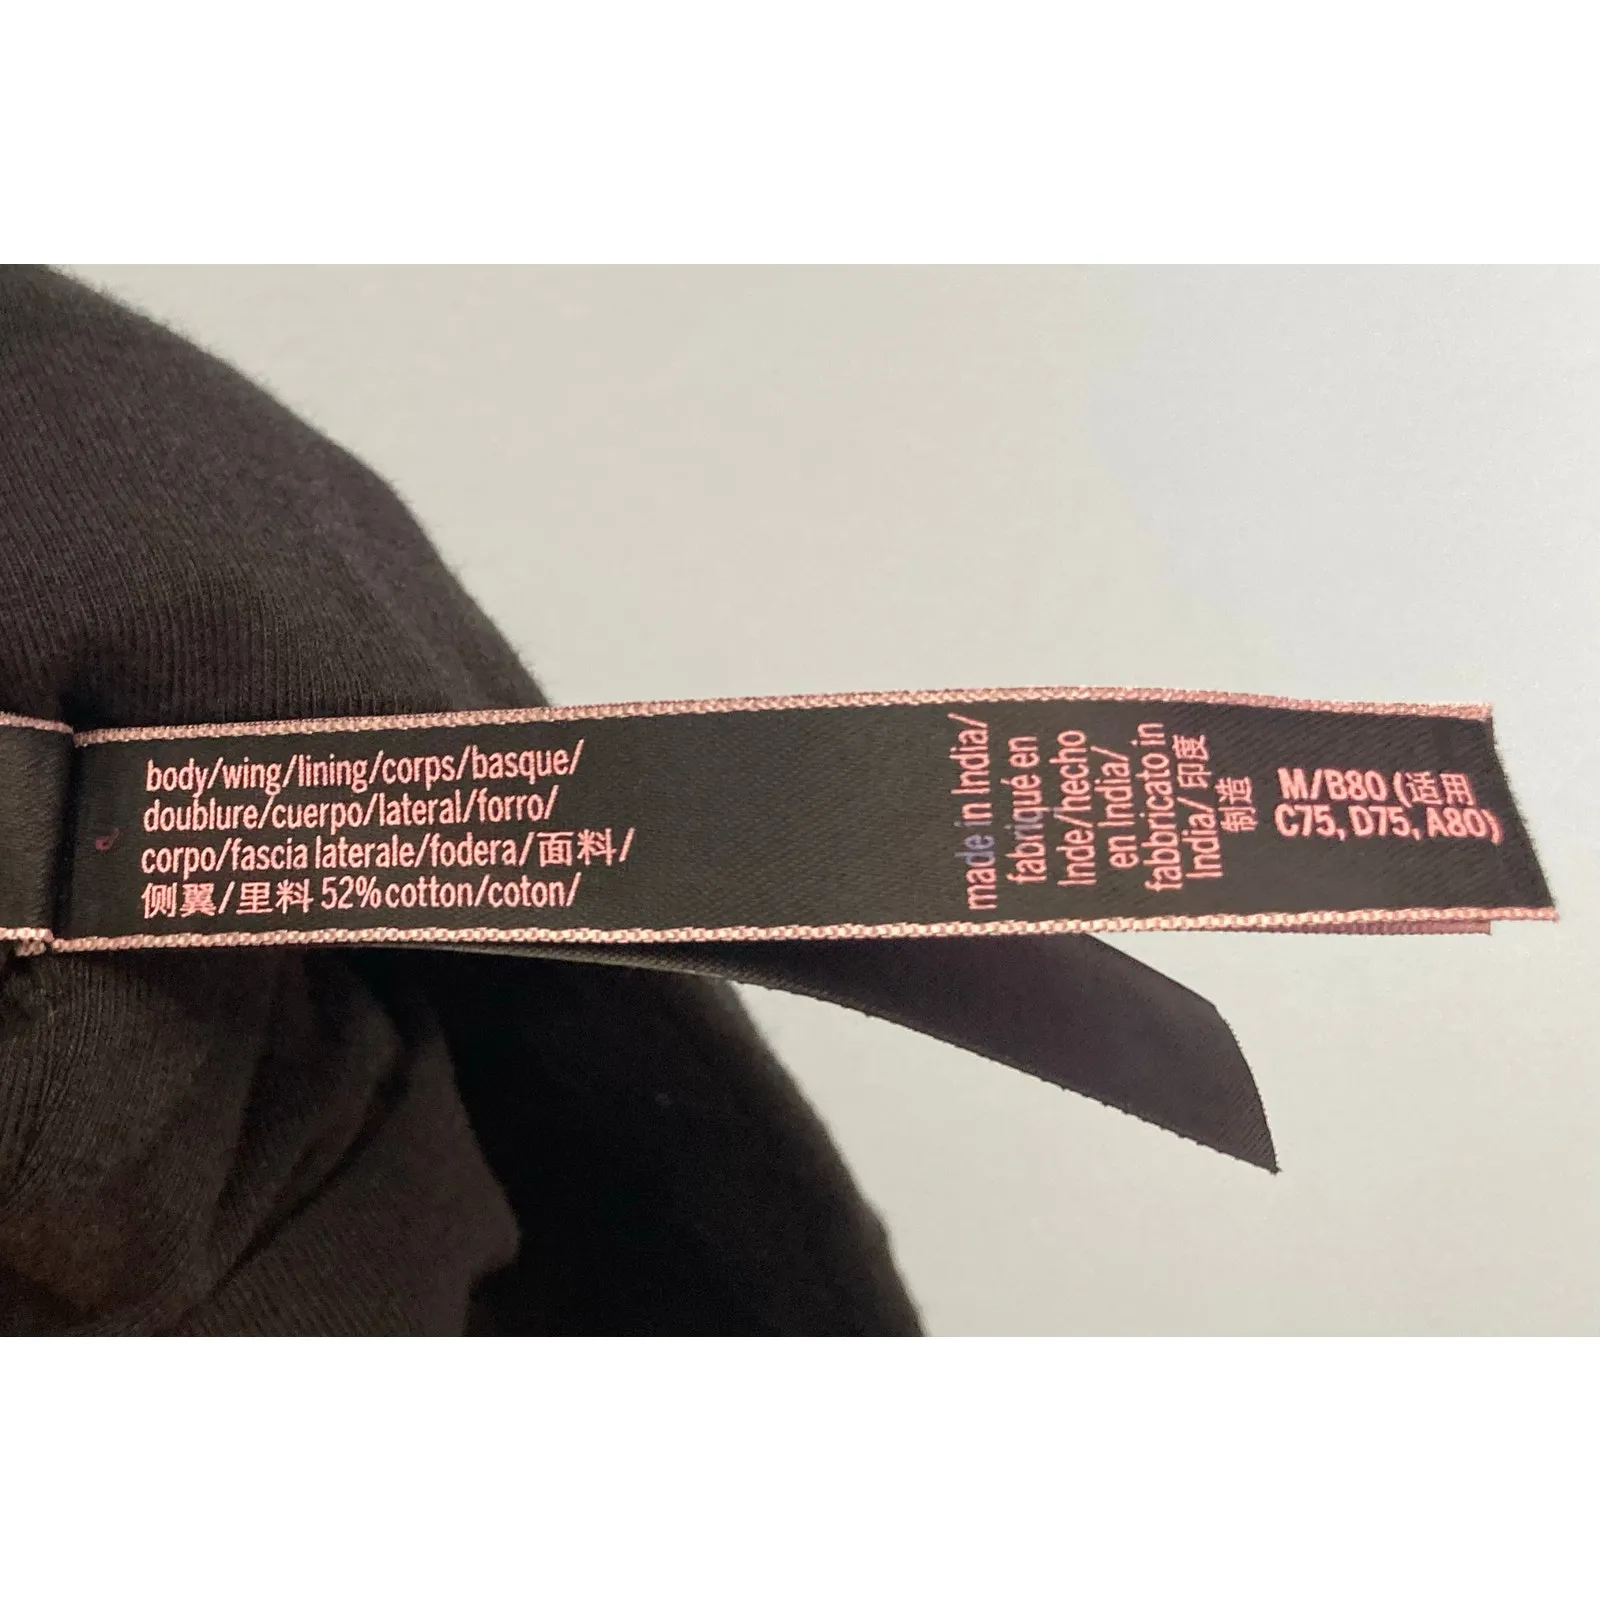 body/wing/lining/corps/basque/
doublure/cuerpo/lateral/forro/
corpo/fascia laterale/fodera/面料/
侧翼/里料 52%cotton/coton/
made in India/
fabriqué en
Inde/hecho
en India/
fabbricato in
India/ 印度
制造
M/B80 (适用
C75, D75, A80)